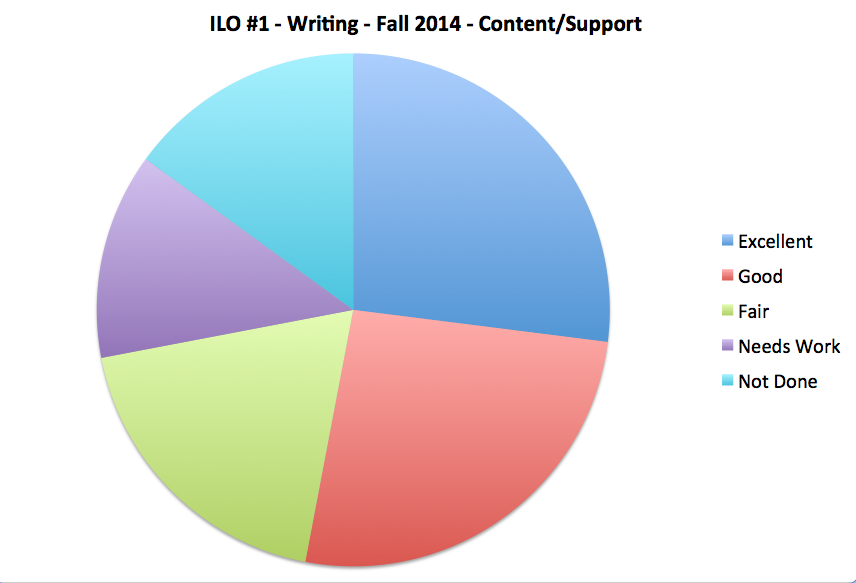 ILO #1 - Writing - Fall 2014 - Content/Support
Excellent
Good
Fair
Needs Work
Not Done